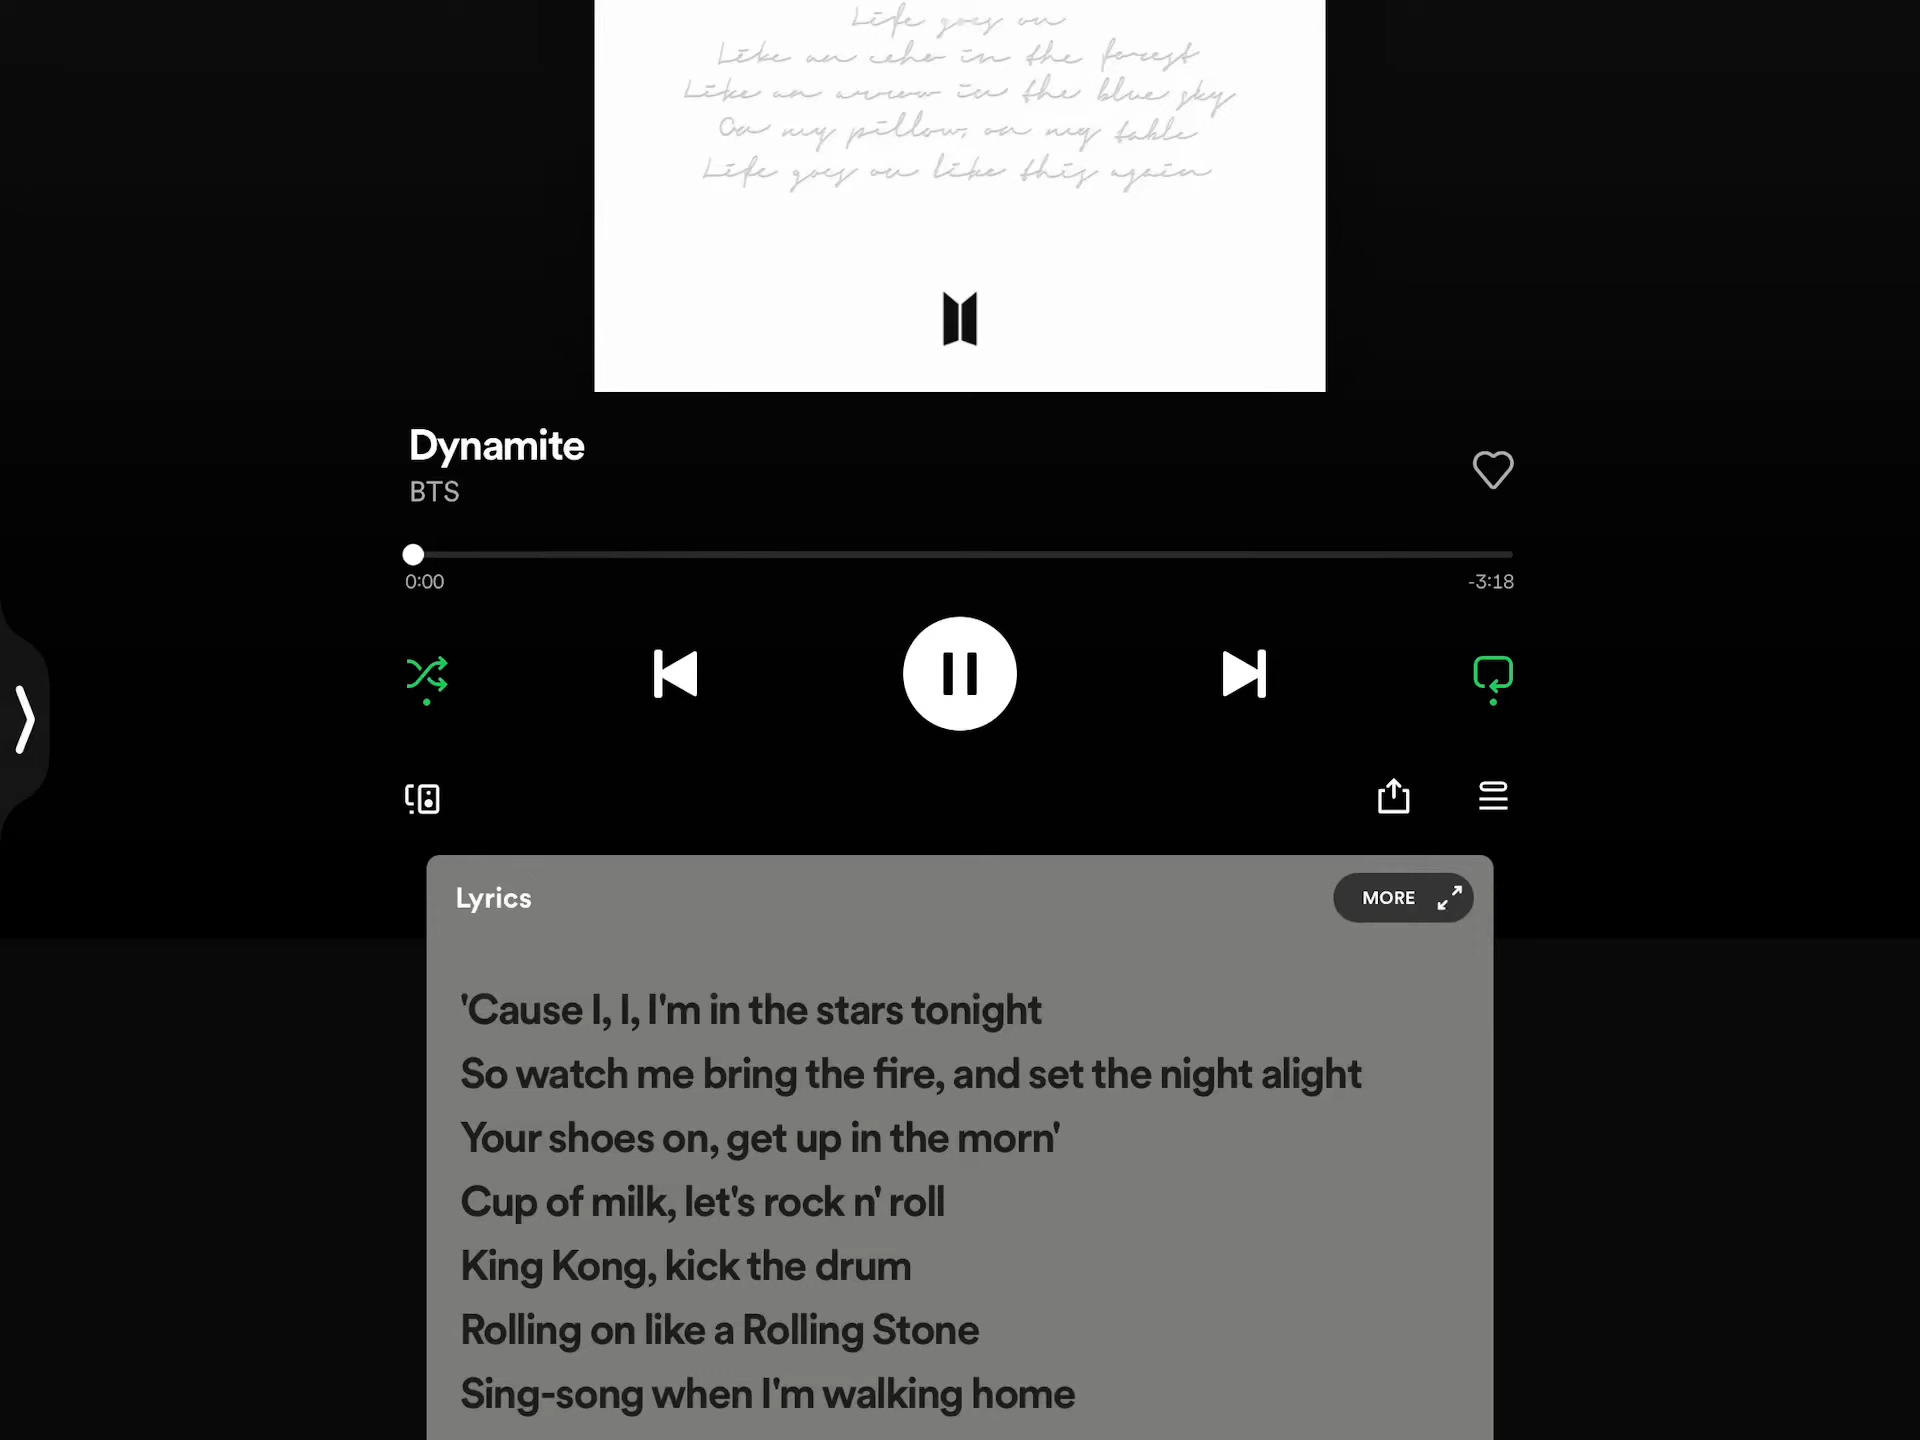 Life goes on
Like an echo in the forest
Like an arrow in the blue sky
On my pillow, on my table
Life goes on like this again
Dynamite
BTS
0:00
-3:18
Lyrics
MORE
'Cause I, I, I'm in the stars tonight
So watch me bring the fire, and set the night alight
Your shoes on, get up in the morn'
Cup of milk, let's rock n' roll
King Kong, kick the drum
Rolling on like a Rolling Stone
Sing-song when I'm walking home